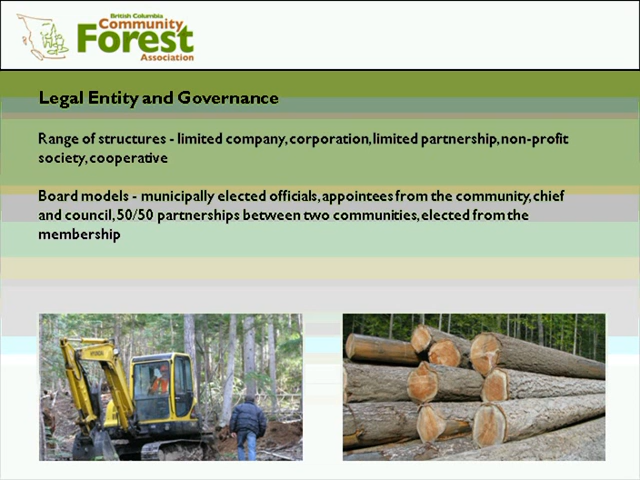 British Columbia
Community
Forest
Association
Legal Entity and Governance
Range of structures - limited company, corporation, limited partnership, non-profit
society, cooperative
Board models - municipally elected officials, appointees from the community, chief
and council, 50/50 partnerships between two communities, elected from the
membership